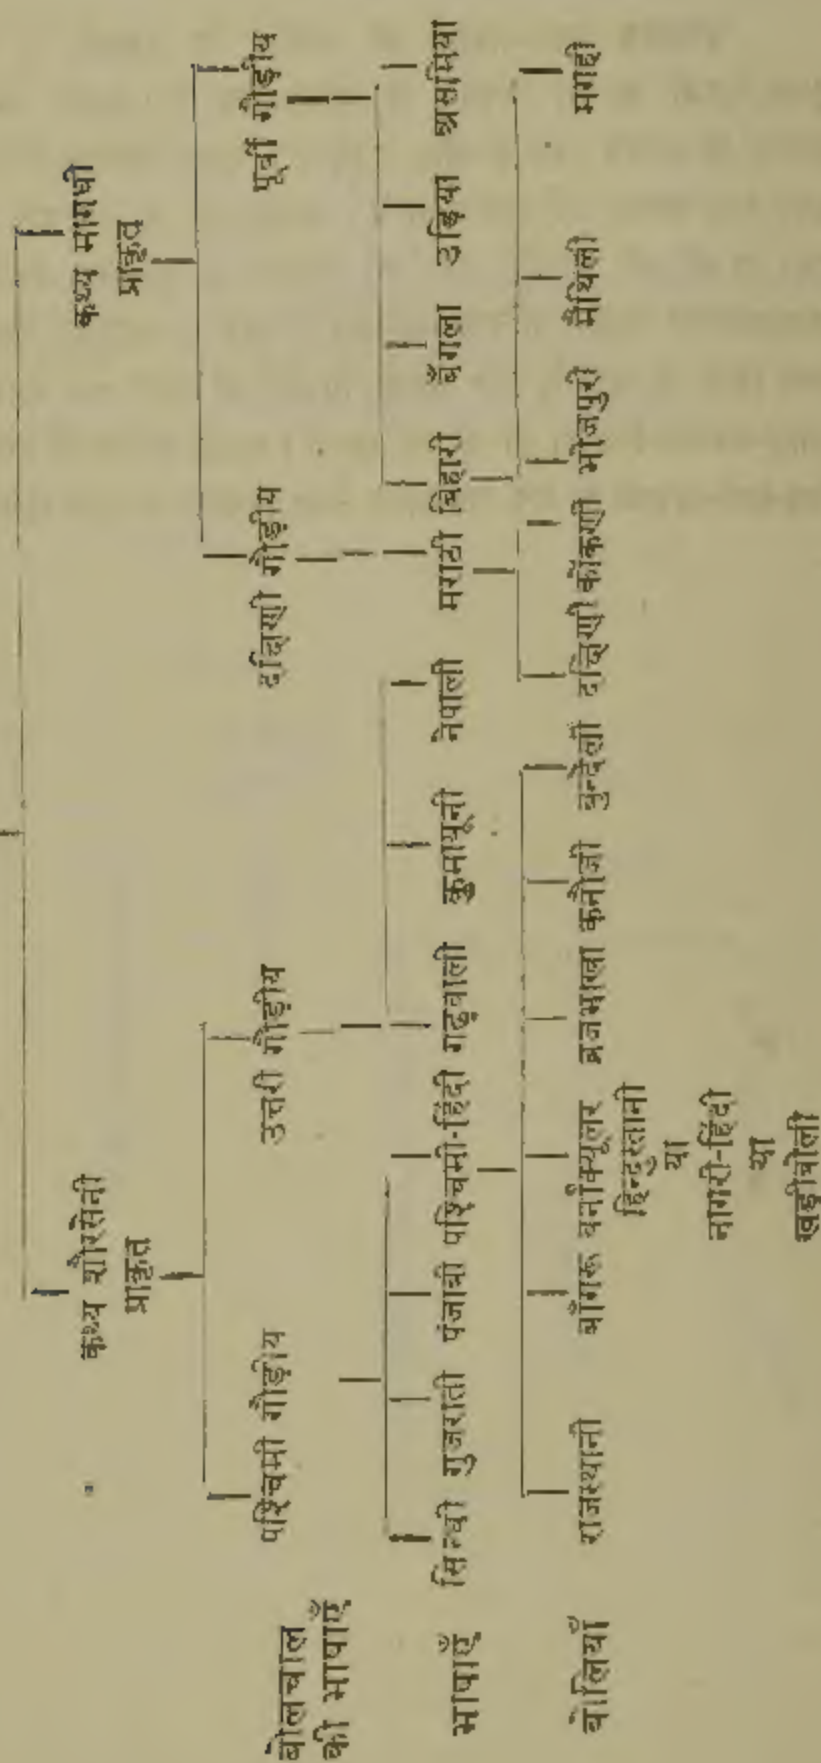 कथ्य शौरसेनी
प्राकृत
कथ्य मागधी
प्राकृत
बोलचाल
की भाषाएँ
पश्चिमी गौड़ीय
उत्तरी गौड़ीय
दक्षिणी गौड़ीय
पूर्वी गौड़ीय
भाषाएँ
सिन्धी गुजराती पंजाबी पश्चिमी-हिंदी गढ़वाली कुमायूनी नेपाली मराठी बिहारी बँगला उड़िया असमिया
बोलियाँ
राजस्थानी बाँगरू वर्नाक्यूलर ब्रजभाखा कनौजी बुन्देली दक्षिणी कोंकणी भोजपुरी मैथिली मगही
हिन्दुस्तानी
या
नागरी-हिंदी
या
खड़ीबोली